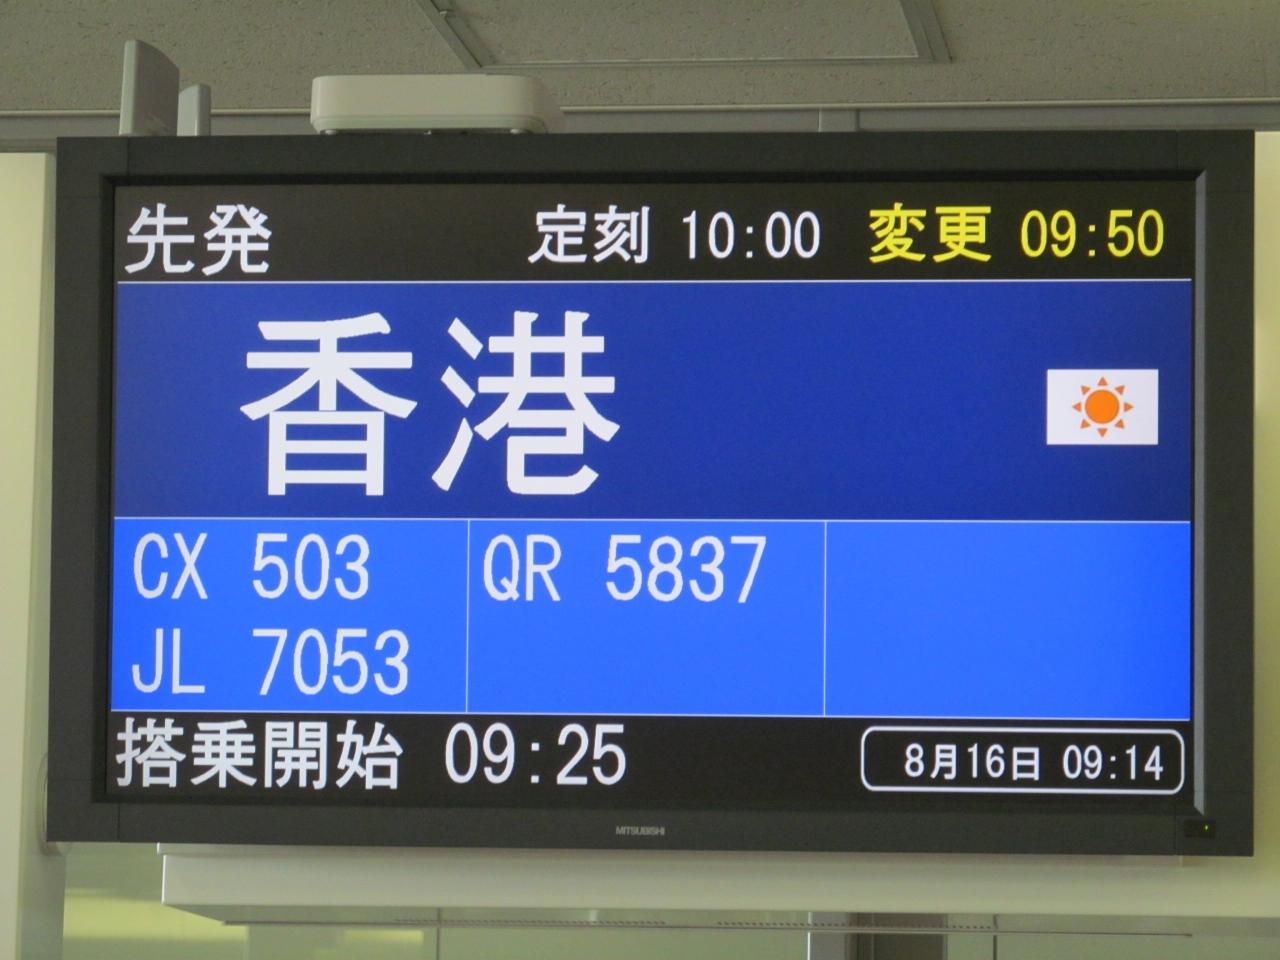 先発 定刻 10:00 変更 09:50
香港
CX 503 QR 5837
JL 7053
搭乗開始 09:25 8月16日 09:14
MITSUBISHI